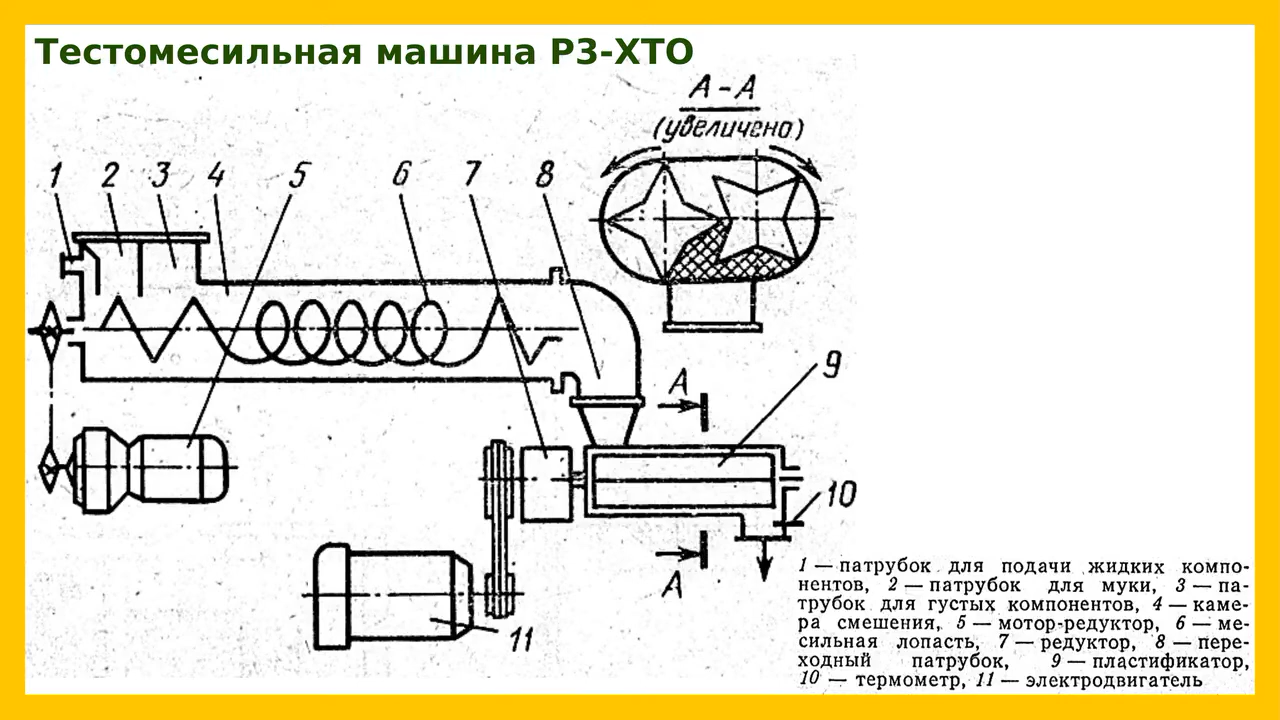 Тестомесильная машина РЗ-ХТО
А-А
(увеличено)
1 2 3 4 5 6 7 8
9
А
10
А
11
1 — патрубок для подачи жидких компо-
нентов, 2 — патрубок для муки, 3 — па-
трубок для густых компонентов, 4 — каме-
ра смешения, 5 — мотор-редуктор, 6 — ме-
сильная лопасть, 7 — редуктор, 8 — пере-
ходный патрубок, 9 — пластификатор,
10 — термометр, 11 — электродвигатель